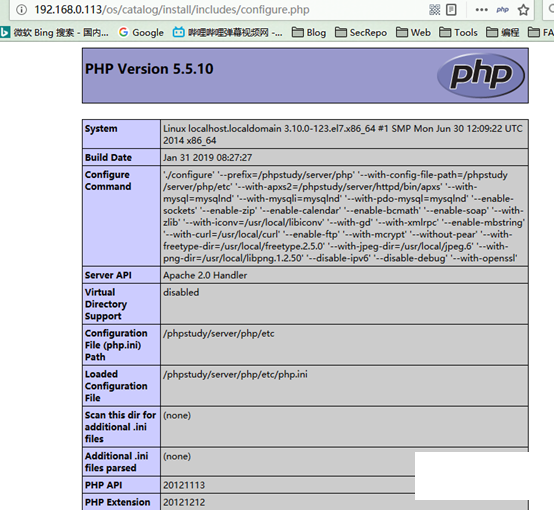 192.168.0.113/os/catalog/install/includes/configure.php
微软 Bing 搜索 - 国内... Google 哔哩哔哩弹幕视频网 -... Blog SecRepo Web Tools 编程 FA
PHP Version 5.5.10
php
System
Linux localhost.localdomain 3.10.0-123.el7.x86_64 #1 SMP Mon Jun 30 12:09:22 UTC
2014 x86_64
Build Date
Jan 31 2019 08:27:27
Configure
Command
'./configure' '--prefix=/phpstudy/server/php' '--with-config-file-path=/phpstudy
/server/php/etc' '--with-apxs2=/phpstudy/server/httpd/bin/apxs' '--with-
mysql=mysqlnd' '--with-mysqli=mysqlnd' '--with-pdo-mysql=mysqlnd' '--enable-
sockets' '--enable-zip' '--enable-calendar' '--enable-bcmath' '--enable-soap' '--with-
zlib' '--with-iconv=/usr/local/libiconv' '--with-gd' '--with-xmlrpc' '--enable-mbstring'
'--with-curl=/usr/local/curl' '--enable-ftp' '--with-mcrypt' '--without-pear' '--with-
freetype-dir=/usr/local/freetype.2.5.0' '--with-jpeg-dir=/usr/local/jpeg.6' '--with-
png-dir=/usr/local/libpng.1.2.50' '--disable-ipv6' '--disable-debug' '--with-openssl'
Server API
Apache 2.0 Handler
Virtual
Directory
Support
disabled
Configuration
File (php.ini)
Path
/phpstudy/server/php/etc
Loaded
Configuration
File
/phpstudy/server/php/etc/php.ini
Scan this dir for
additional .ini
files
(none)
Additional .ini
files parsed
(none)
PHP API
20121113
PHP Extension
20121212